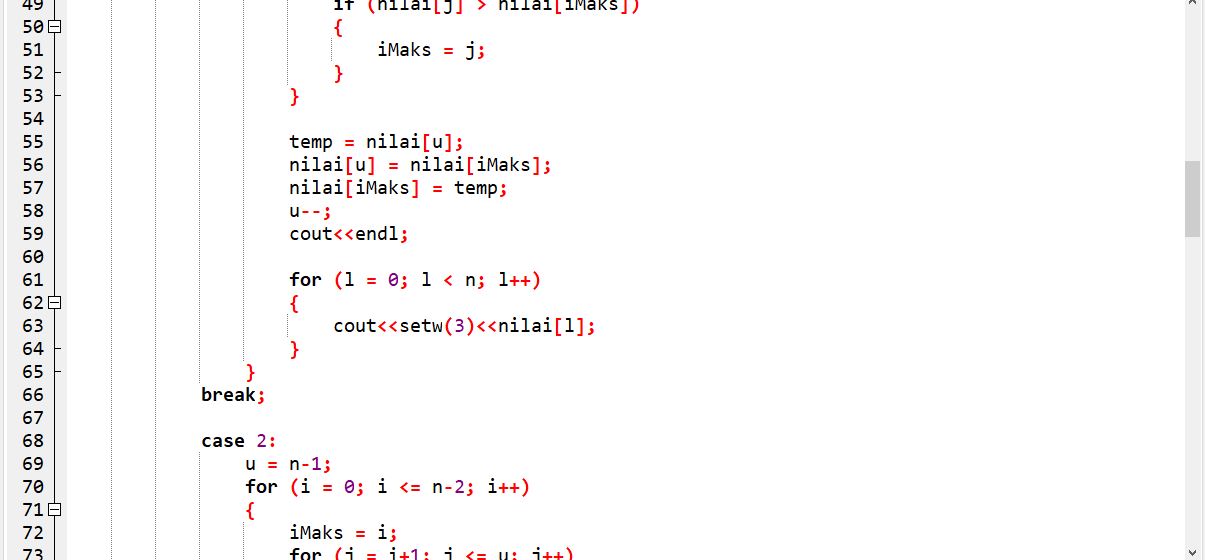 49 if (nilai[j] > nilai[iMaks])
50 {
51 iMaks = j;
52 }
53 }
54
55 temp = nilai[u];
56 nilai[u] = nilai[iMaks];
57 nilai[iMaks] = temp;
58 u--;
59 cout<<endl;
60
61 for (l = 0; l < n; l++)
62 {
63 cout<<setw(3)<<nilai[l];
64 }
65 }
66 break;
67
68 case 2:
69 u = n-1;
70 for (i = 0; i <= n-2; i++)
71 {
72 iMaks = i;
73 for (j = i+1; j <= u; j++)